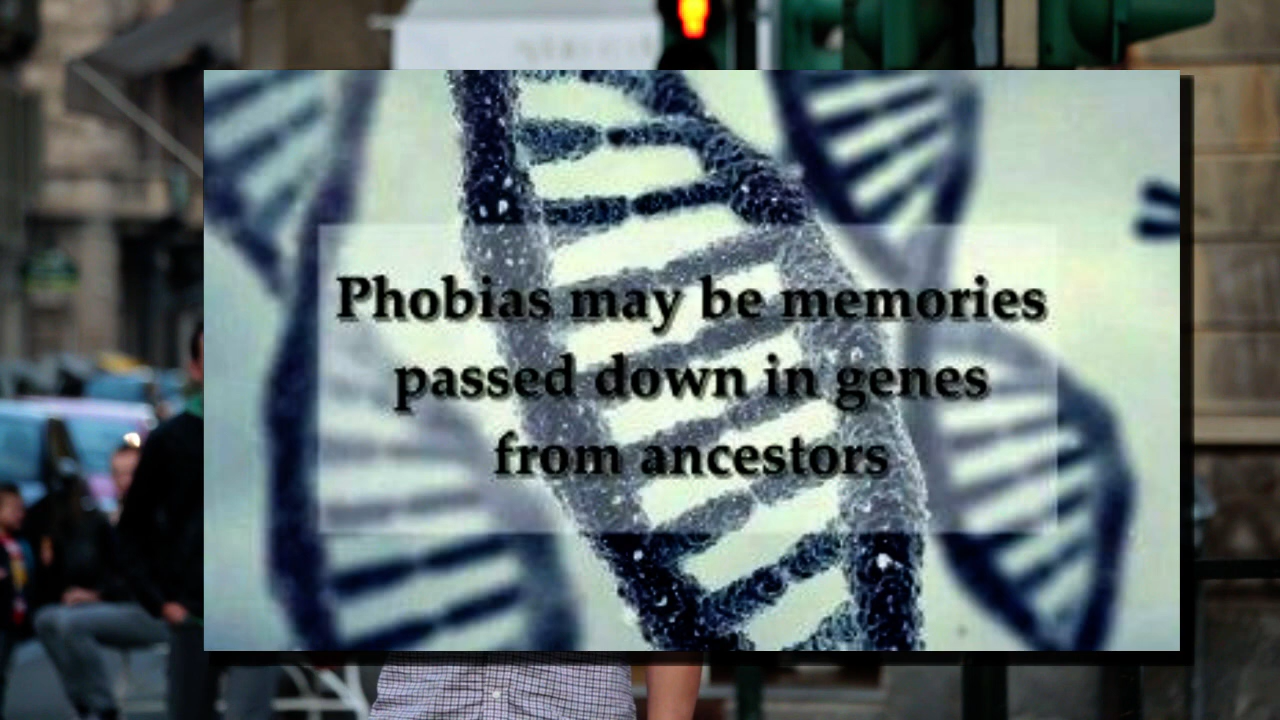 Phobias may be memories
passed down in genes
from ancestors